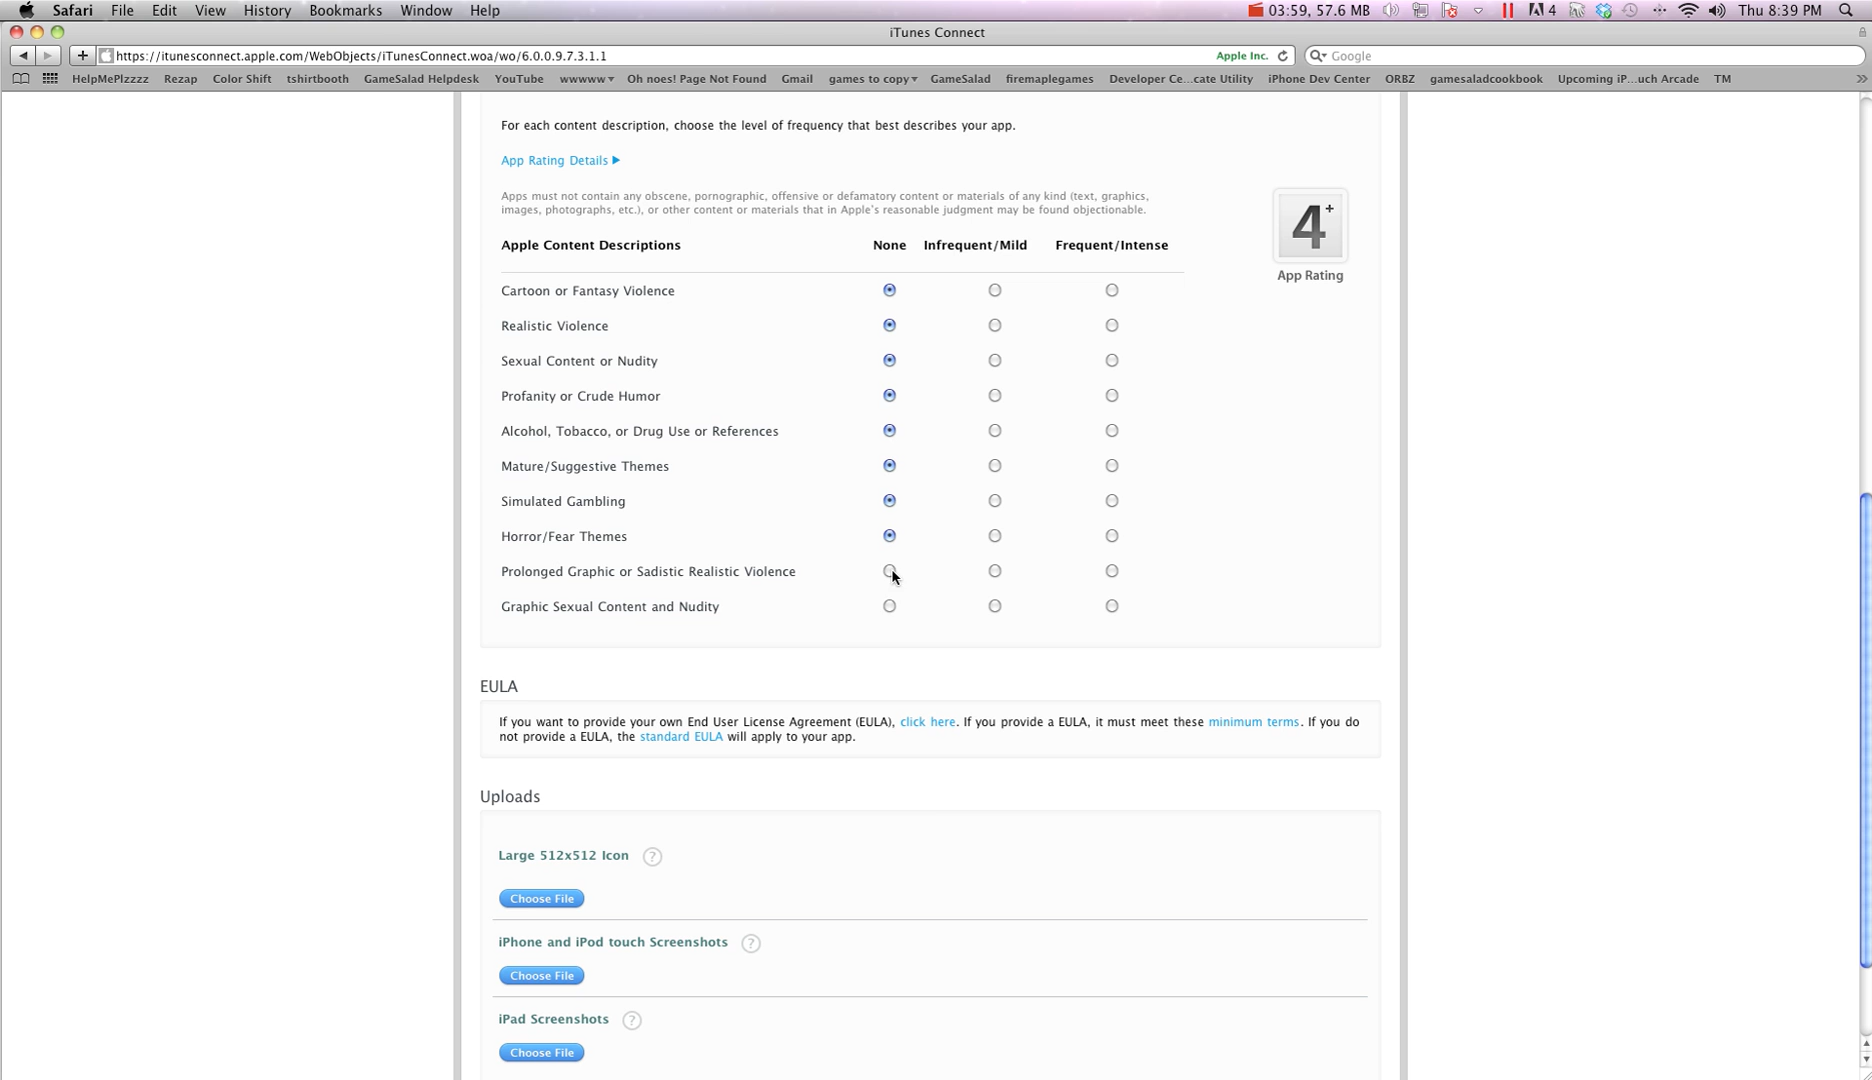 Safari File Edit View History Bookmarks Window Help 03:59, 57.6 MB 4 Thu 8:39 PM
iTunes Connect
https://itunesconnect.apple.com/WebObjects/iTunesConnect.woa/wo/6.0.0.9.7.3.1.1 Apple Inc. Google
HelpMePlzzzz Rezap Color Shift tshirtbooth GameSalad Helpdesk YouTube wwwww Oh noes! Page Not Found Gmail games to copy GameSalad firemaplegames Developer Ce...cate Utility iPhone Dev Center ORBZ gamesaladcookbook Upcoming iP...uch Arcade TM
For each content description, choose the level of frequency that best describes your app.
App Rating Details
Apps must not contain any obscene, pornographic, offensive or defamatory content or materials of any kind (text, graphics,
images, photographs, etc.), or other content or materials that in Apple's reasonable judgment may be found objectionable.
4+
App Rating
Apple Content Descriptions None Infrequent/Mild Frequent/Intense
Cartoon or Fantasy Violence
Realistic Violence
Sexual Content or Nudity
Profanity or Crude Humor
Alcohol, Tobacco, or Drug Use or References
Mature/Suggestive Themes
Simulated Gambling
Horror/Fear Themes
Prolonged Graphic or Sadistic Realistic Violence
Graphic Sexual Content and Nudity
EULA
If you want to provide your own End User License Agreement (EULA), click here. If you provide a EULA, it must meet these minimum terms. If you do
not provide a EULA, the standard EULA will apply to your app.
Uploads
Large 512x512 Icon ?
Choose File
iPhone and iPod touch Screenshots ?
Choose File
iPad Screenshots ?
Choose File